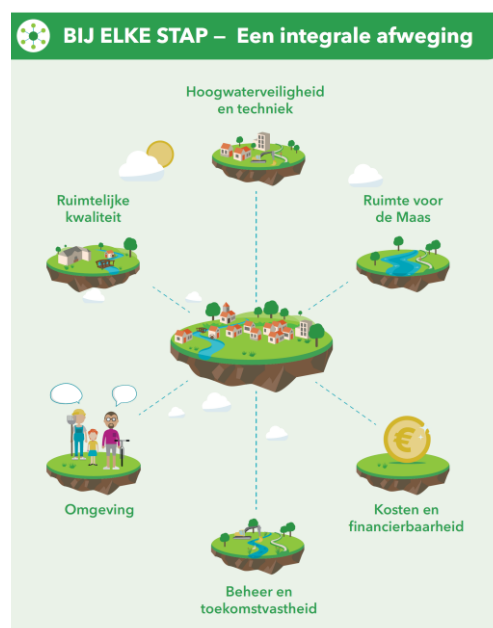 BIJ ELKE STAP – Een integrale afweging
Hoogwaterveiligheid
en techniek
Ruimtelijke
kwaliteit
Ruimte voor
de Maas
Omgeving
€
Kosten en
financierbaarheid
Beheer en
toekomstvastheid